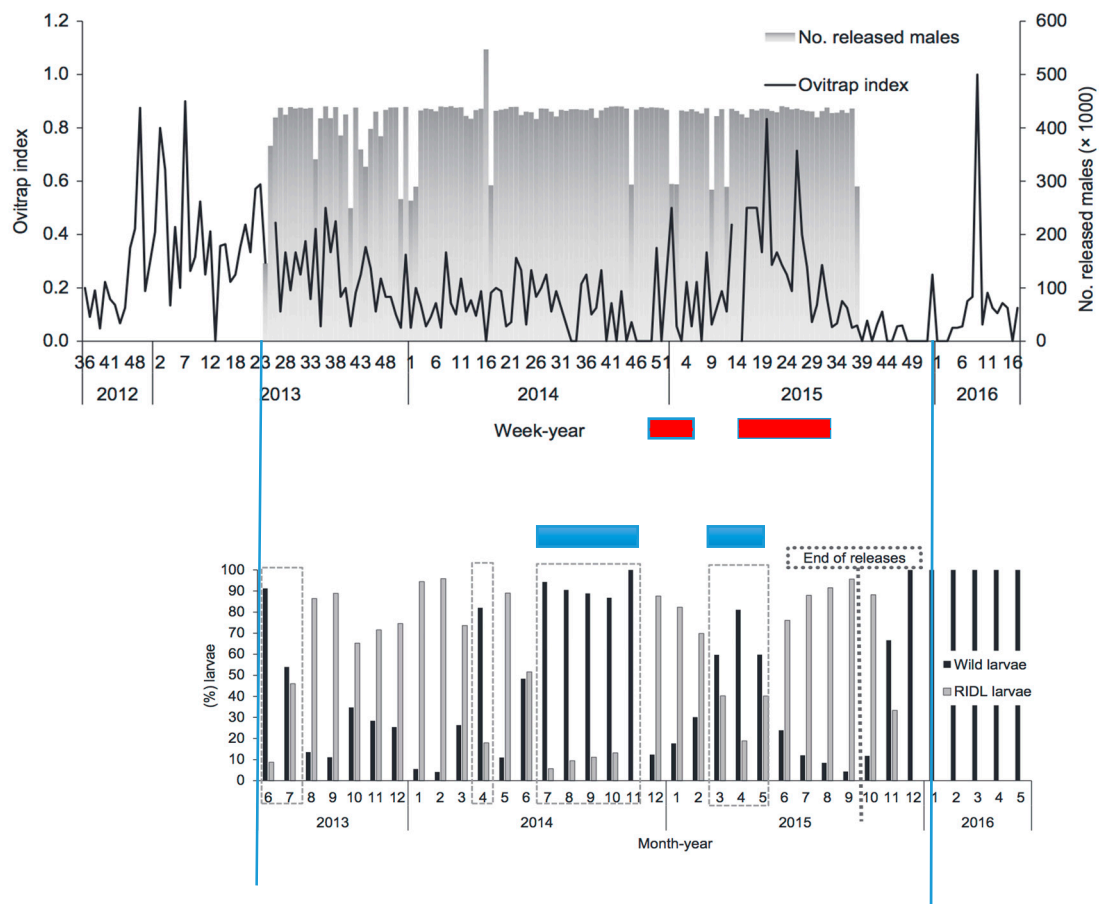 1.2
1.0
0.8
0.6
0.4
0.2
0.0
Ovitrap index
600
500
400
300
200
100
0
No. released males (× 1000)
No. released males
Ovitrap index
36 41 48 2 7 12 18 23 28 33 38 43 48 1 6 11 16 21 26 31 36 41 46 51 4 9 14 19 24 29 34 39 44 49 1 6 11 16
2012 2013 2014 2015 2016
Week-year
End of releases
100
90
80
70
60
50
40
30
20
10
0
(%) larvae
Wild larvae
RIDL larvae
6 7 8 9 10 11 12 1 2 3 4 5 6 7 8 9 10 11 12 1 2 3 4 5 6 7 8 9 10 11 12 1 2 3 4 5
2013 2014 2015 2016
Month-year